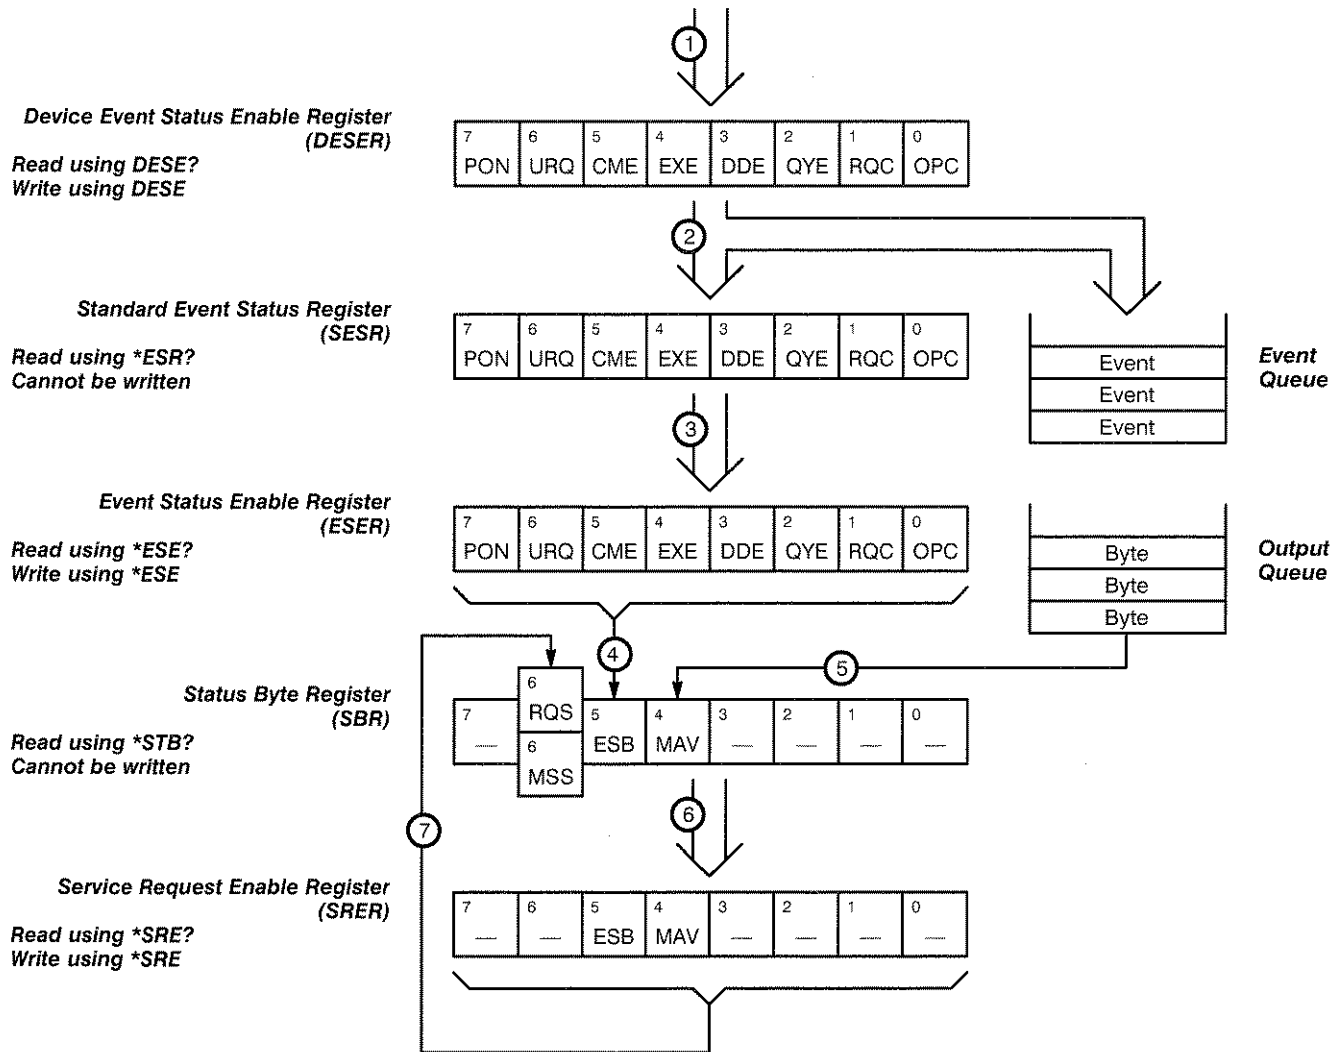 1
Device Event Status Enable Register
(DESER)
Read using DESE?
Write using DESE
7 6 5 4 3 2 1 0
PON URQ CME EXE DDE QYE RQC OPC
2
Standard Event Status Register
(SESR)
Read using *ESR?
Cannot be written
7 6 5 4 3 2 1 0
PON URQ CME EXE DDE QYE RQC OPC
Event
Event
Event
Event
Queue
3
Event Status Enable Register
(ESER)
Read using *ESE?
Write using *ESE
7 6 5 4 3 2 1 0
PON URQ CME EXE DDE QYE RQC OPC
Byte
Byte
Byte
Output
Queue
4
5
Status Byte Register
(SBR)
Read using *STB?
Cannot be written
6
RQS
7 5 4 3 2 1 0
— ESB MAV — — — —
6
MSS
6
7
Service Request Enable Register
(SRER)
Read using *SRE?
Write using *SRE
7 6 5 4 3 2 1 0
— — ESB MAV — — — —